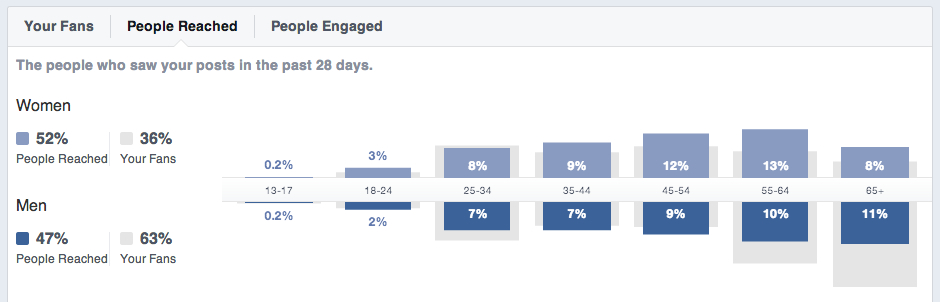 Your Fans People Reached People Engaged
The people who saw your posts in the past 28 days.
Women
52% 36%
People Reached Your Fans
0.2% 3% 8% 9% 12% 13% 8%
13-17 18-24 25-34 35-44 45-54 55-64 65+
Men
0.2% 2% 7% 7% 9% 10% 11%
47% 63%
People Reached Your Fans